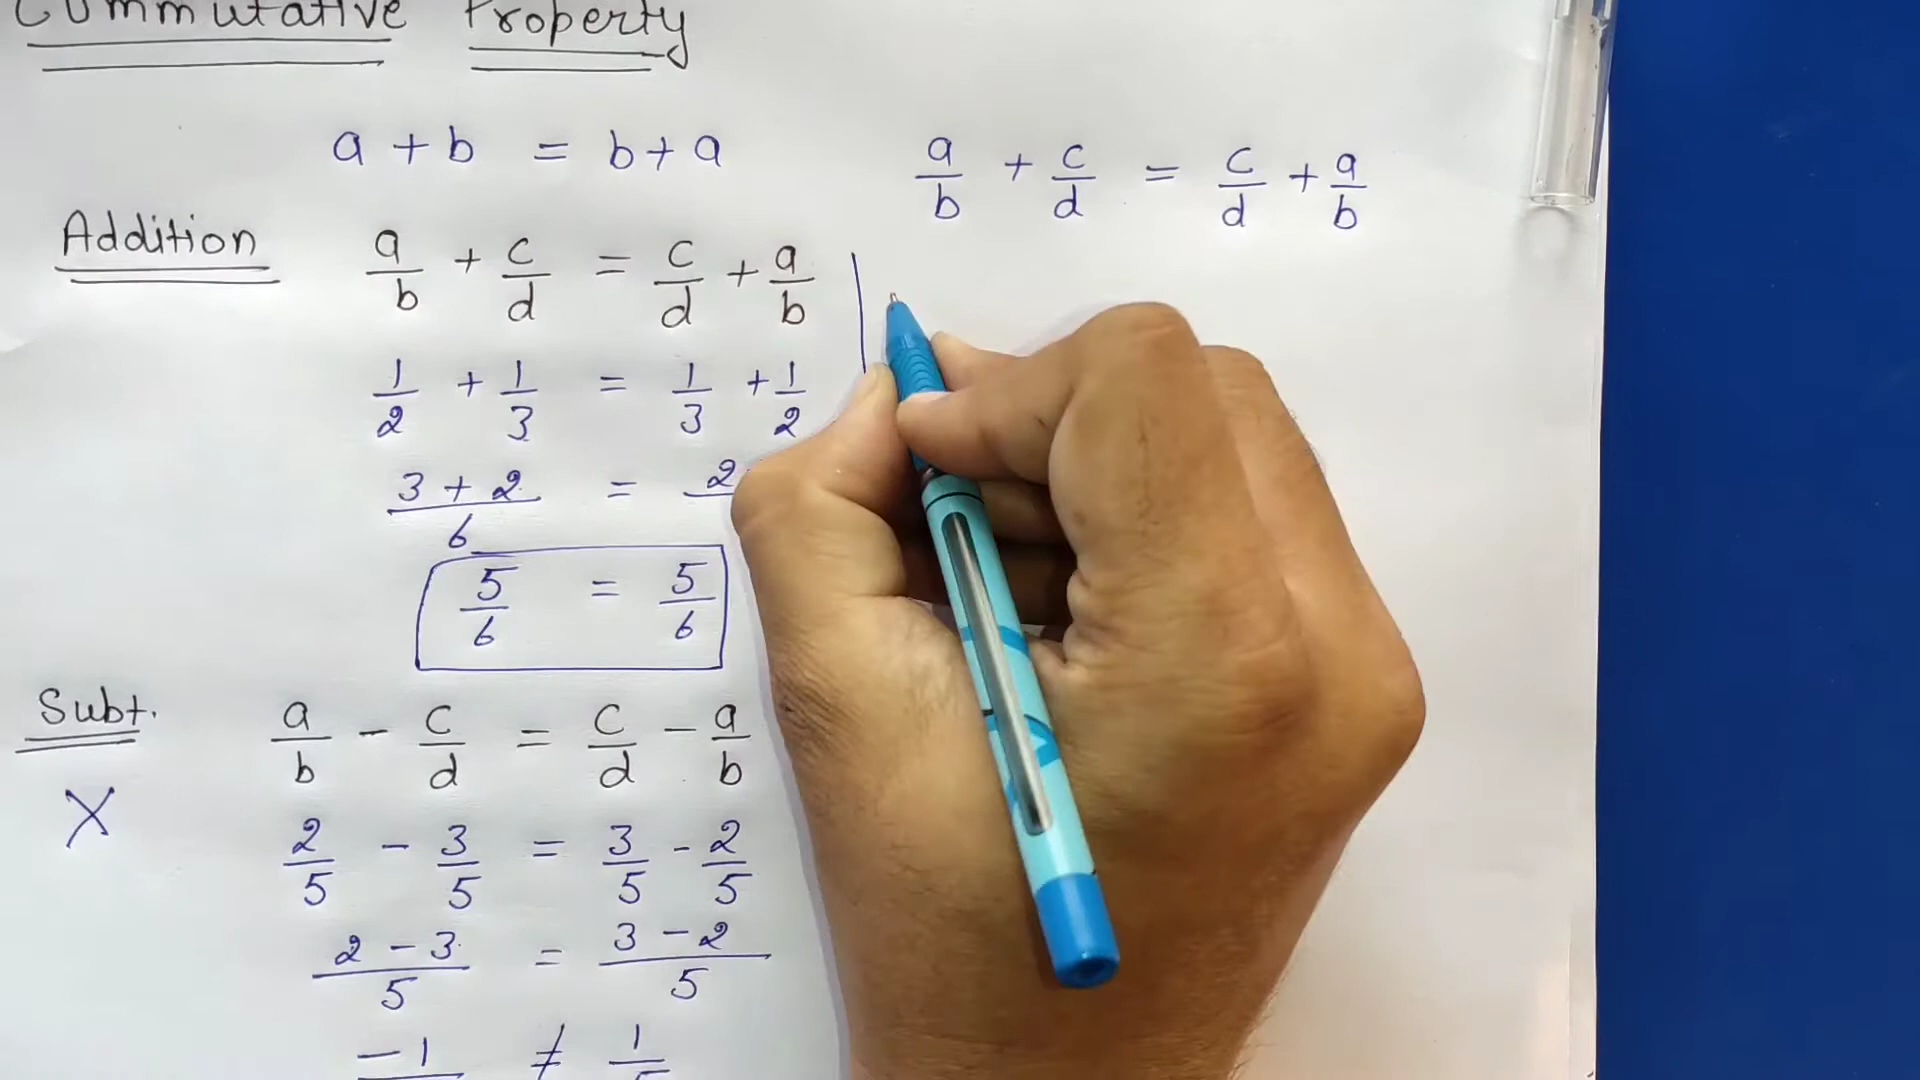 Commutative Property
a + b = b + a
a/b + c/d = c/d + a/b
Addition a/b + c/d = c/d + a/b
1/2 + 1/3 = 1/3 + 1/2
3 + 2/6 = 2
5/6 = 5/6
Subt. a/b - c/d = c/d - a/b
X 2/5 - 3/5 = 3/5 - 2/5
2 - 3/5 = 3 - 2/5
-1 ≠ 1